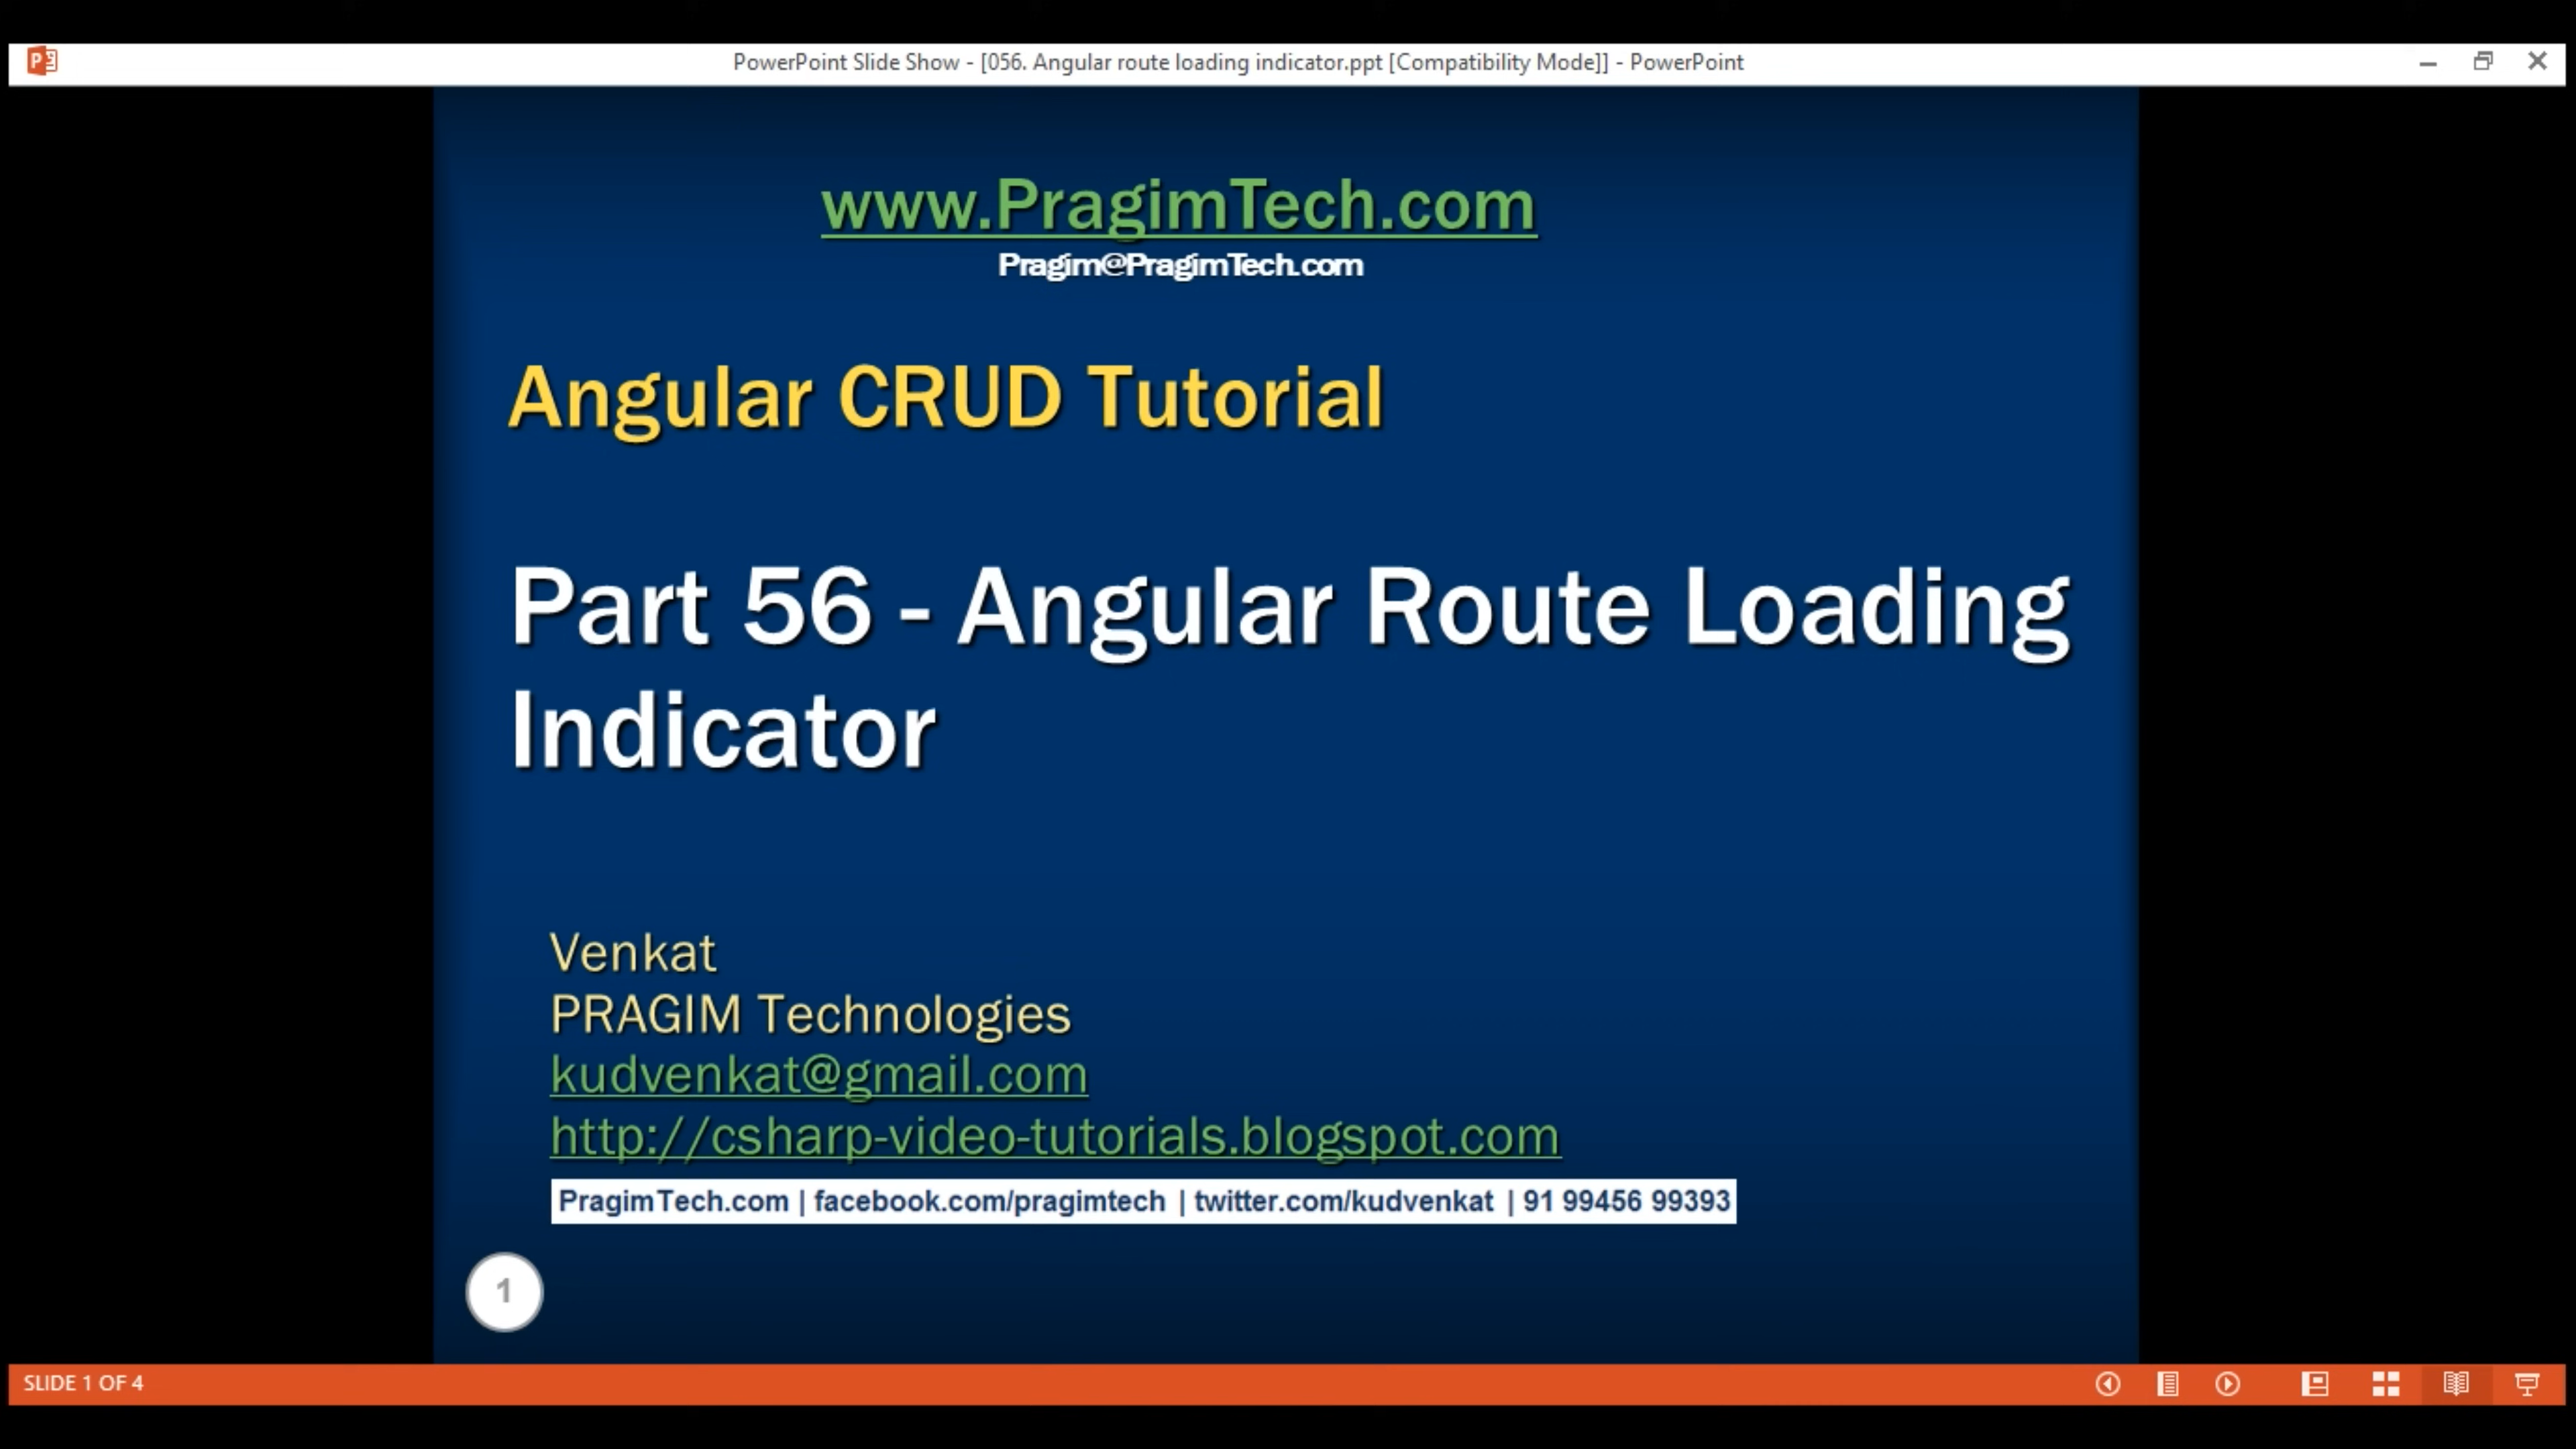 PowerPoint Slide Show - [056. Angular route loading indicator.ppt [Compatibility Mode]] - PowerPoint
www.PragimTech.com
Pragim@PragimTech.com
Angular CRUD Tutorial
Part 56 - Angular Route Loading
Indicator
Venkat
PRAGIM Technologies
kudvenkat@gmail.com
http://csharp-video-tutorials.blogspot.com
PragimTech.com | facebook.com/pragimtech | twitter.com/kudvenkat | 91 99456 99393
1
SLIDE 1 OF 4